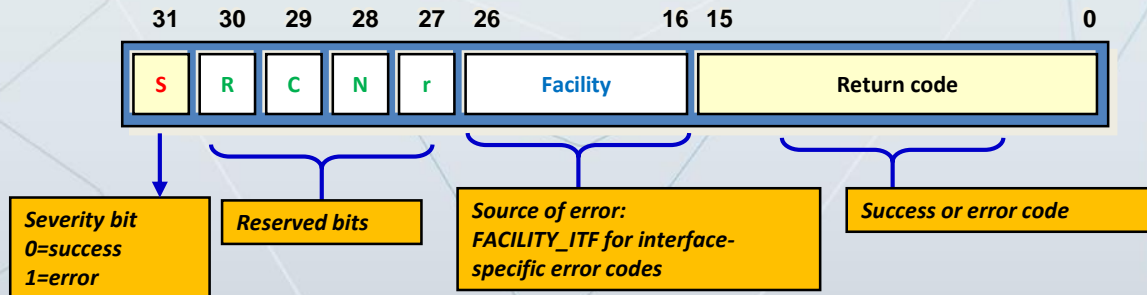 31 30 29 28 27 26 16 15 0
S R C N r Facility Return code
Severity bit
0=success
1=error
Reserved bits
Source of error:
FACILITY_ITF for interface-
specific error codes
Success or error code